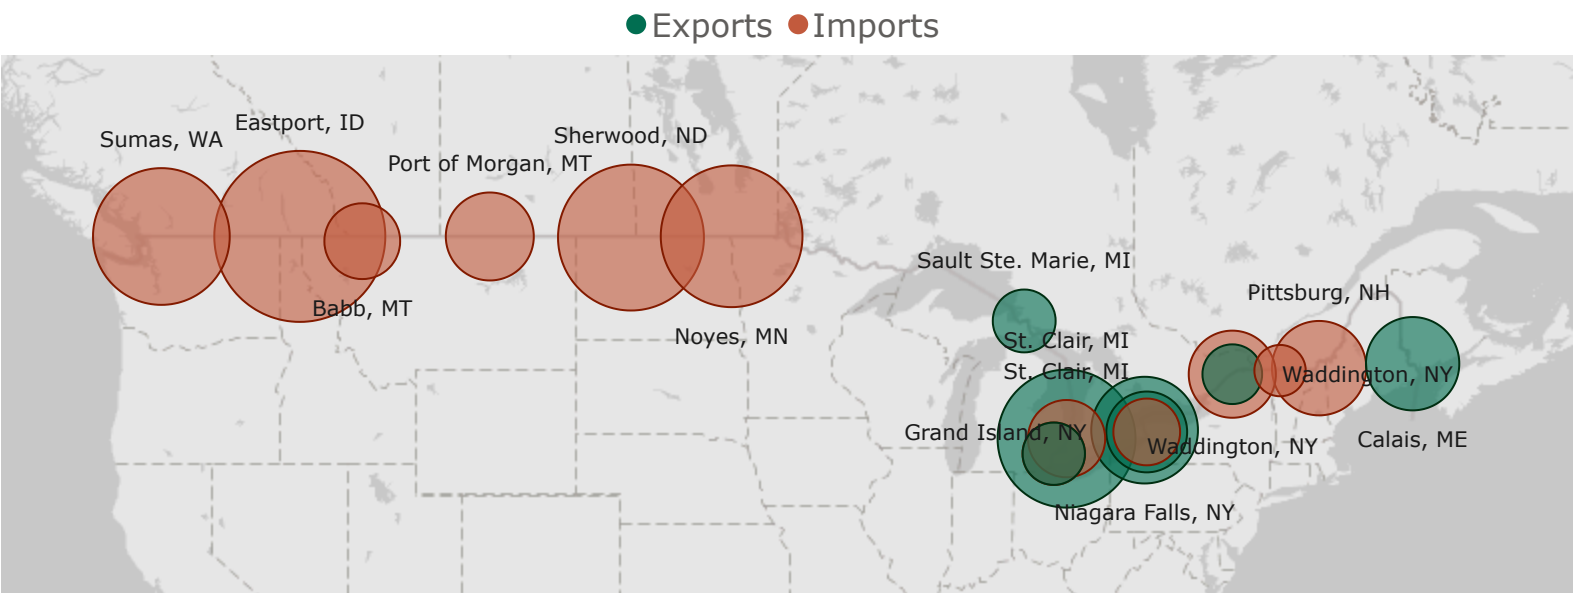 Exports Imports
Sumas, WA
Eastport, ID
Port of Morgan, MT
Sherwood, ND
Babb, MT
Noyes, MN
Sault Ste. Marie, MI
St. Clair, MI
St. Clair, MI
Grand Island, NY
Niagara Falls, NY
Waddington, NY
Pittsburg, NH
Waddington, NY
Calais, ME